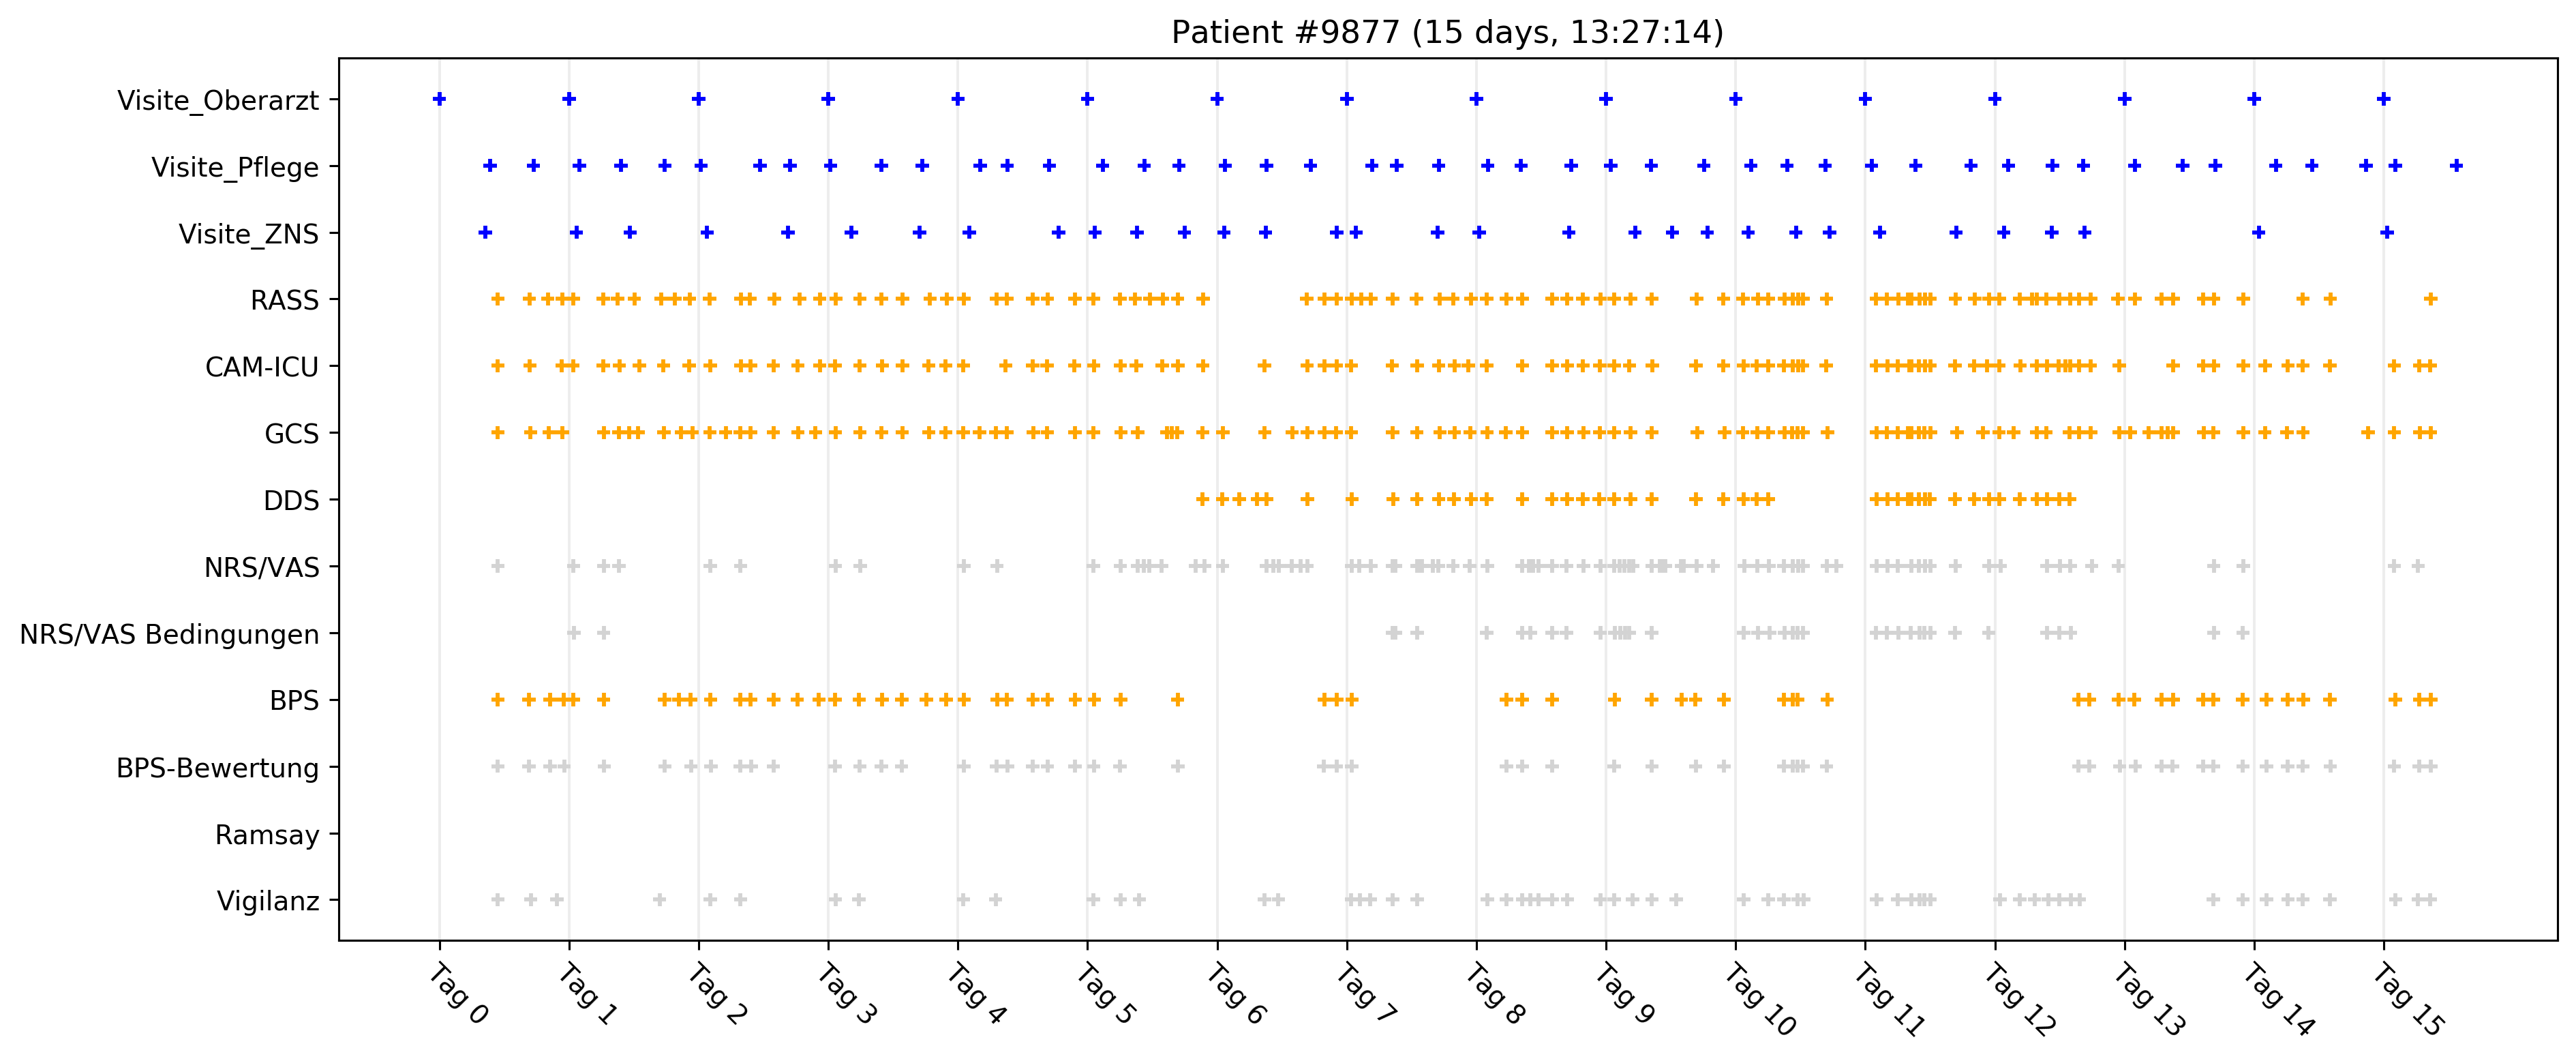 Patient #9877 (15 days, 13:27:14)
Visite_Oberarzt
Visite_Pflege
Visite_ZNS
RASS
CAM-ICU
GCS
DDS
NRS/VAS
NRS/VAS Bedingungen
BPS
BPS-Bewertung
Ramsay
Vigilanz
Tag 0
Tag 1
Tag 2
Tag 3
Tag 4
Tag 5
Tag 6
Tag 7
Tag 8
Tag 9
Tag 10
Tag 11
Tag 12
Tag 13
Tag 14
Tag 15